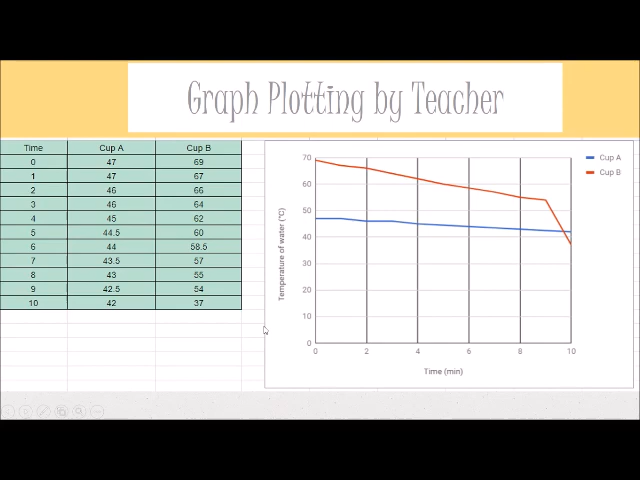 Graph Plotting by Teacher
Time Cup A Cup B
0 47 69
1 47 67
2 46 66
3 46 64
4 45 62
5 44.5 60
6 44 58.5
7 43.5 57
8 43 55
9 42.5 54
10 42 37
Temperature of water (°C)
70
60
50
40
30
20
10
0
0 2 4 6 8 10
Time (min)
Cup A
Cup B